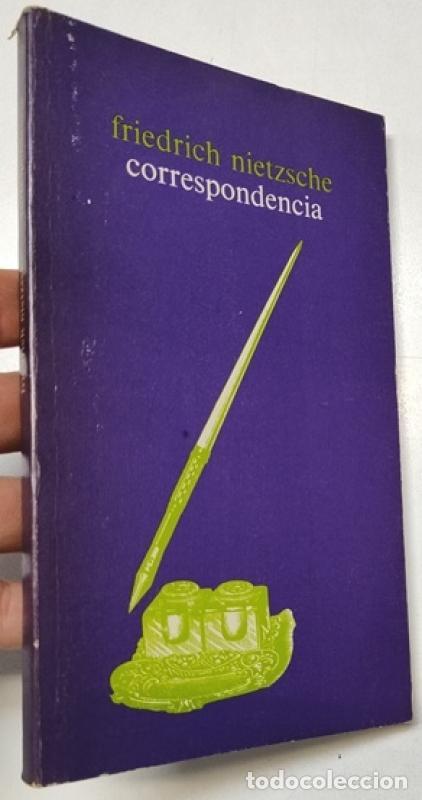 friedrich nietzsche
correspondencia
todocoleccion